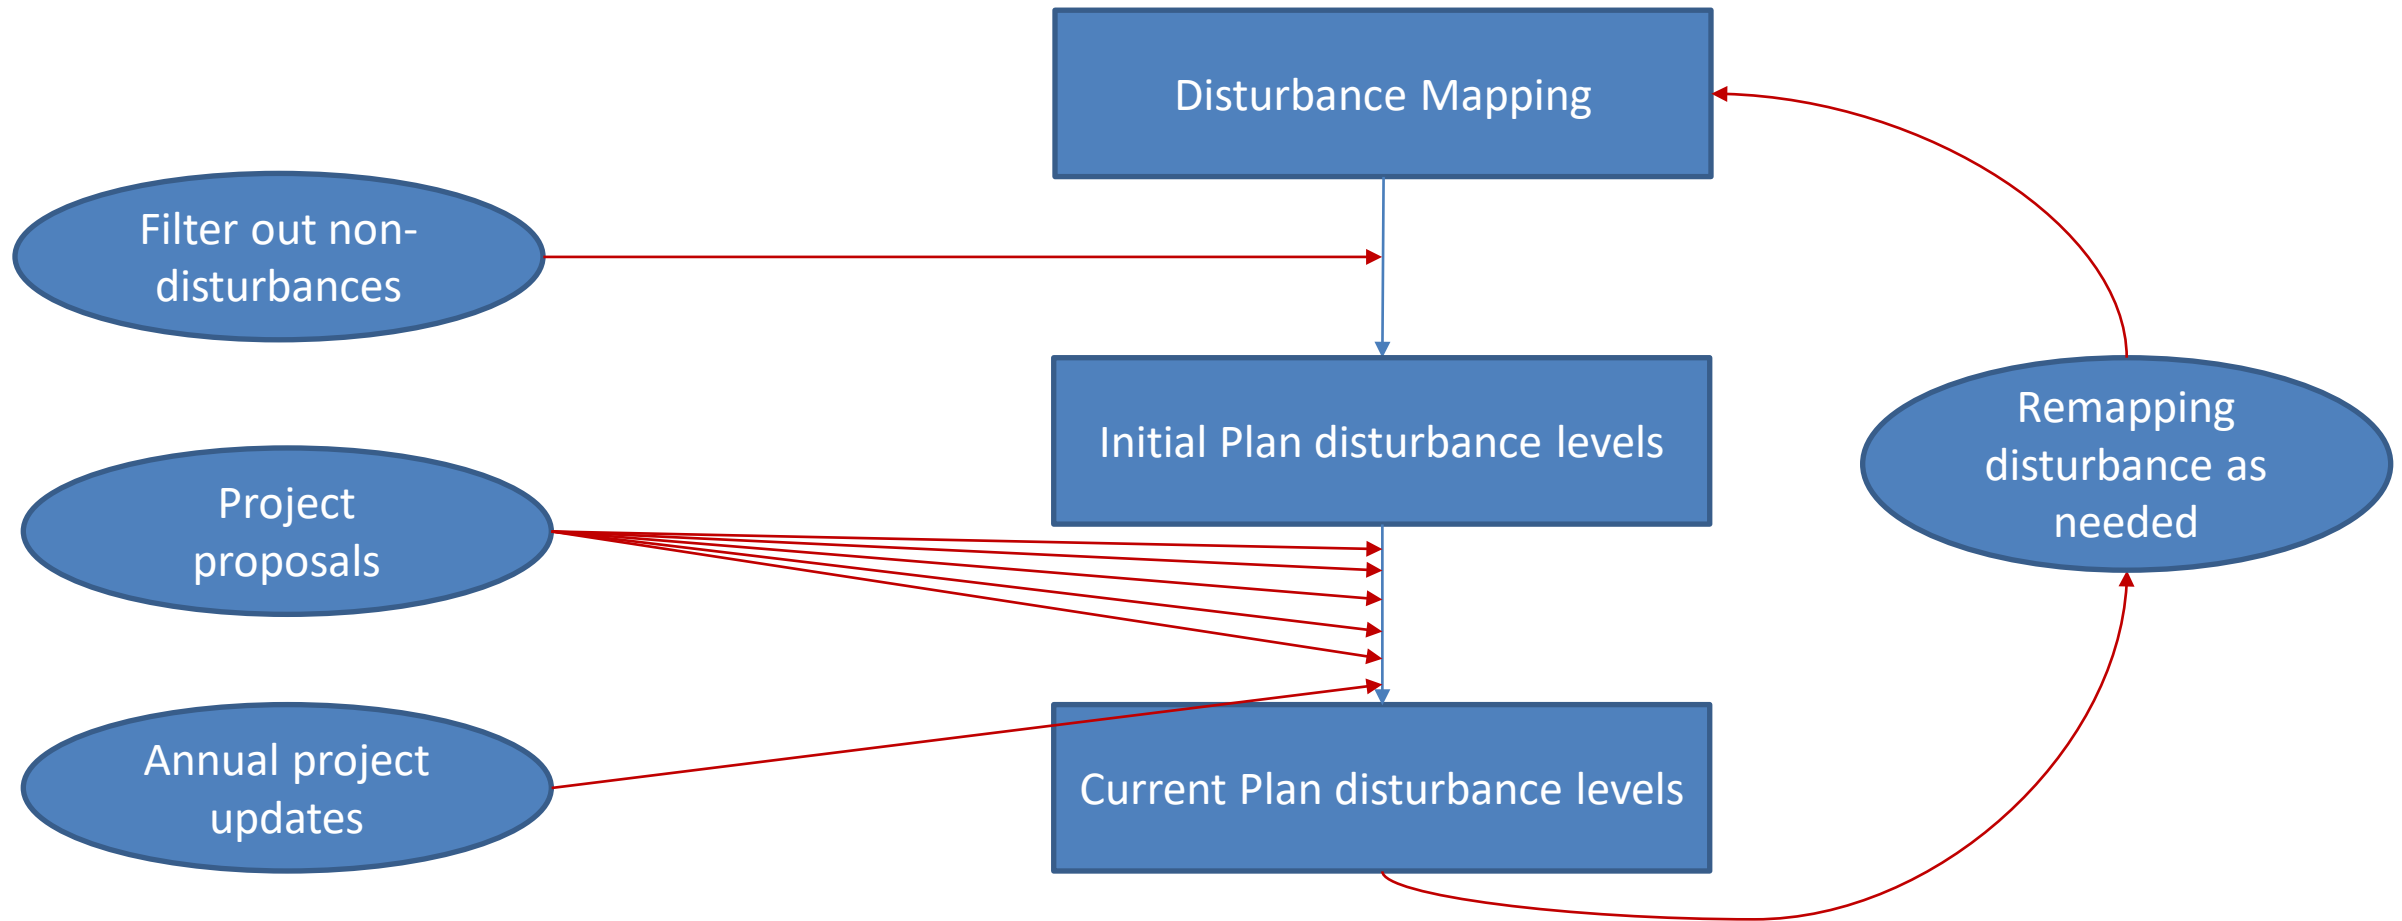 Disturbance Mapping
Filter out non-
disturbances
Initial Plan disturbance levels
Remapping
disturbance as
needed
Project
proposals
Annual project
updates
Current Plan disturbance levels